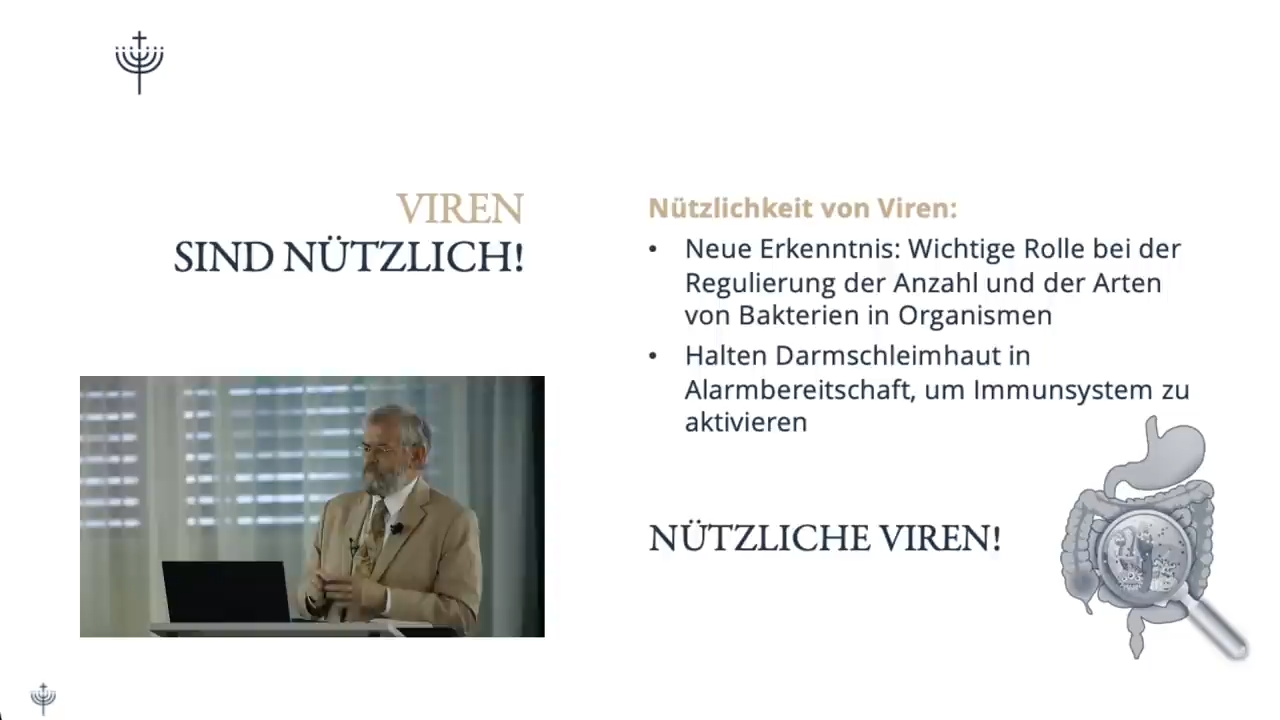 VIREN
SIND NÜTZLICH!
Nützlichkeit von Viren:
• Neue Erkenntnis: Wichtige Rolle bei der
Regulierung der Anzahl und der Arten
von Bakterien in Organismen
• Halten Darmschleimhaut in
Alarmbereitschaft, um Immunsystem zu
aktivieren
NÜTZLICHE VIREN!